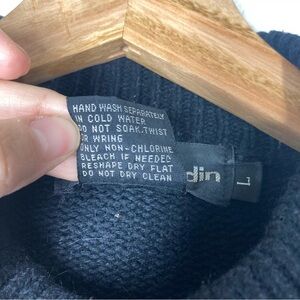 HAND WASH SEPARATELY
IN COLD WATER
DO NOT SOAK, TWIST
OR WRING
ONLY NON-CHLORINE
BLEACH IF NEEDED
RESHAPE DRY FLAT
DO NOT DRY CLEAN
din
L